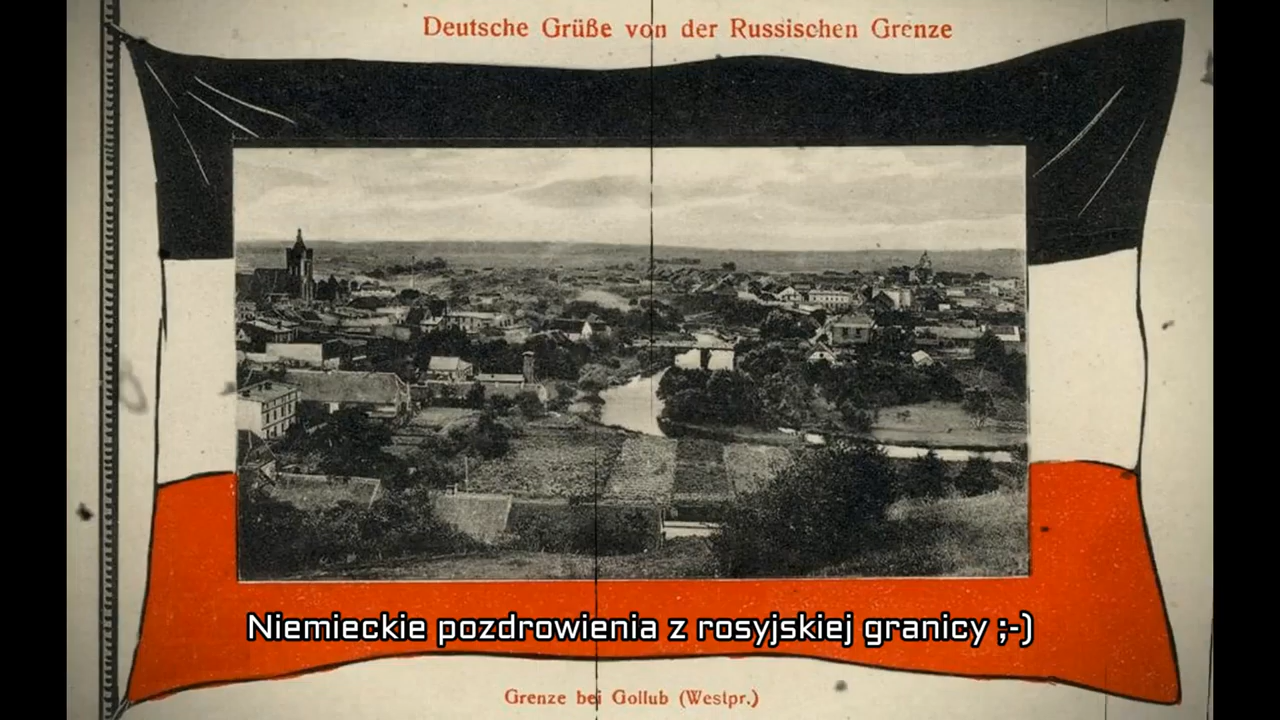 Deutsche Grüße von der Russischen Grenze
Niemieckie pozdrowienia z rosyjskiej granicy ;-)
Grenze bei Gollub (Westpr.)